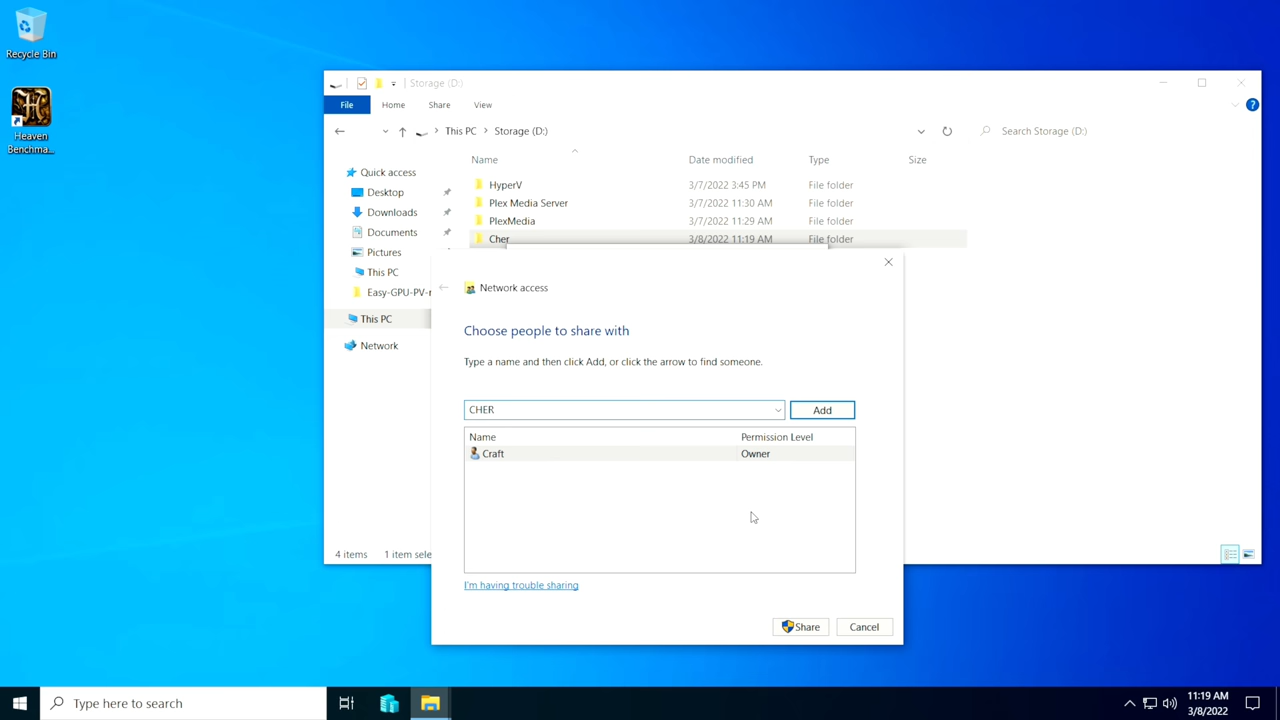 Recycle Bin
Heaven
Benchma...
Storage (D:)
File Home Share View
This PC Storage (D:)
Search Storage (D:)
Name Date modified Type Size
Quick access
Desktop
Downloads
Documents
Pictures
This PC
Easy-GPU-PV-
This PC
Network
HyperV 3/7/2022 3:45 PM File folder
Plex Media Server 3/7/2022 11:30 AM File folder
PlexMedia 3/7/2022 11:29 AM File folder
Cher 3/8/2022 11:19 AM File folder
Network access
Choose people to share with
Type a name and then click Add, or click the arrow to find someone.
CHER Add
Name Permission Level
Craft Owner
I'm having trouble sharing
Share Cancel
4 items 1 item sele
Type here to search
11:19 AM
3/8/2022